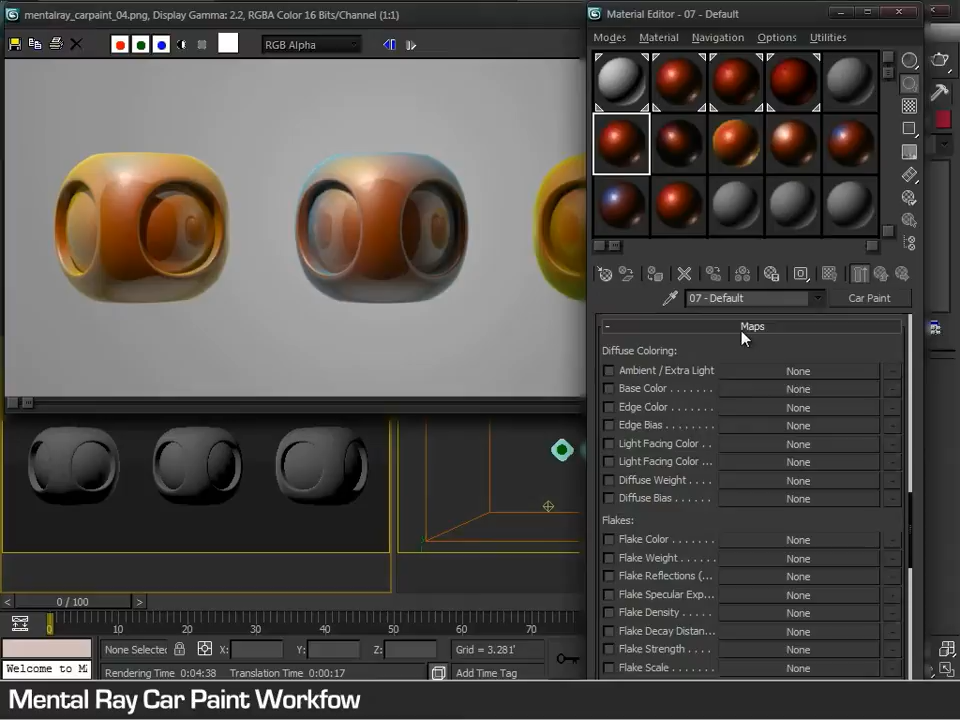 mentalray_carpaint_04.png, Display Gamma: 2.2, RGBA Color 16 Bits/Channel (1:1)
RGB Alpha
Material Editor - 07 - Default
Modes Material Navigation Options Utilities
07 - Default
Car Paint
- Maps
Diffuse Coloring:
Ambient / Extra Light None
Base Color . . . . . . . None
Edge Color . . . . . . . None
Edge Bias . . . . . . . . None
Light Facing Color . . None
Light Facing Color ... None
Diffuse Weight . . . . None
Diffuse Bias . . . . . . None
Flakes:
Flake Color . . . . . . . None
Flake Weight . . . . . None
Flake Reflections (... None
Flake Specular Exp... None
Flake Density . . . . . None
Flake Decay Distan... None
Flake Strength . . . . None
Flake Scale . . . . . . None
< 0 / 100 >
0 10 20 30 40 50 60 70
None Selected X: Y: Z: Grid = 3.281'
Welcome to M
Rendering Time 0:04:38 Translation Time 0:00:17 Add Time Tag
Mental Ray Car Paint Workfow